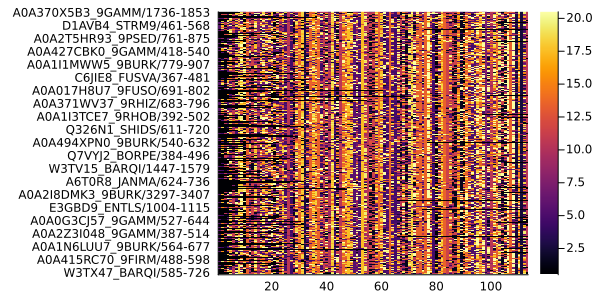 A0A370X5B3_9GAMM/1736-1853
D1AVB4_STRM9/461-568
A0A2T5HR93_9PSED/761-875
A0A427CBK0_9GAMM/418-540
A0A1I1MWW5_9BURK/779-907
C6JIE8_FUSVA/367-481
A0A017H8U7_9FUSO/691-802
A0A371WV37_9RHIZ/683-796
A0A1I3TCE7_9RHOB/392-502
Q326N1_SHIDS/611-720
A0A494XPN0_9BURK/540-632
Q7VYJ2_BORPE/384-496
W3TV15_BARQI/1447-1579
A6T0R8_JANMA/624-736
A0A2I8DMK3_9BURK/3297-3407
E3GBD9_ENTLS/1004-1115
A0A0G3CJ57_9GAMM/527-644
A0A2Z3I048_9GAMM/387-514
A0A1N6LUU7_9BURK/564-677
A0A415RC70_9FIRM/488-598
W3TX47_BARQI/585-726
20 40 60 80 100
20.0
17.5
15.0
12.5
10.0
7.5
5.0
2.5